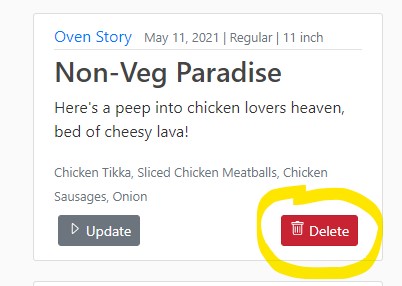 Oven Story May 11, 2021 | Regular | 11 inch
Non-Veg Paradise
Here's a peep into chicken lovers heaven,
bed of cheesy lava!
Chicken Tikka, Sliced Chicken Meatballs, Chicken
Sausages, Onion
Update Delete